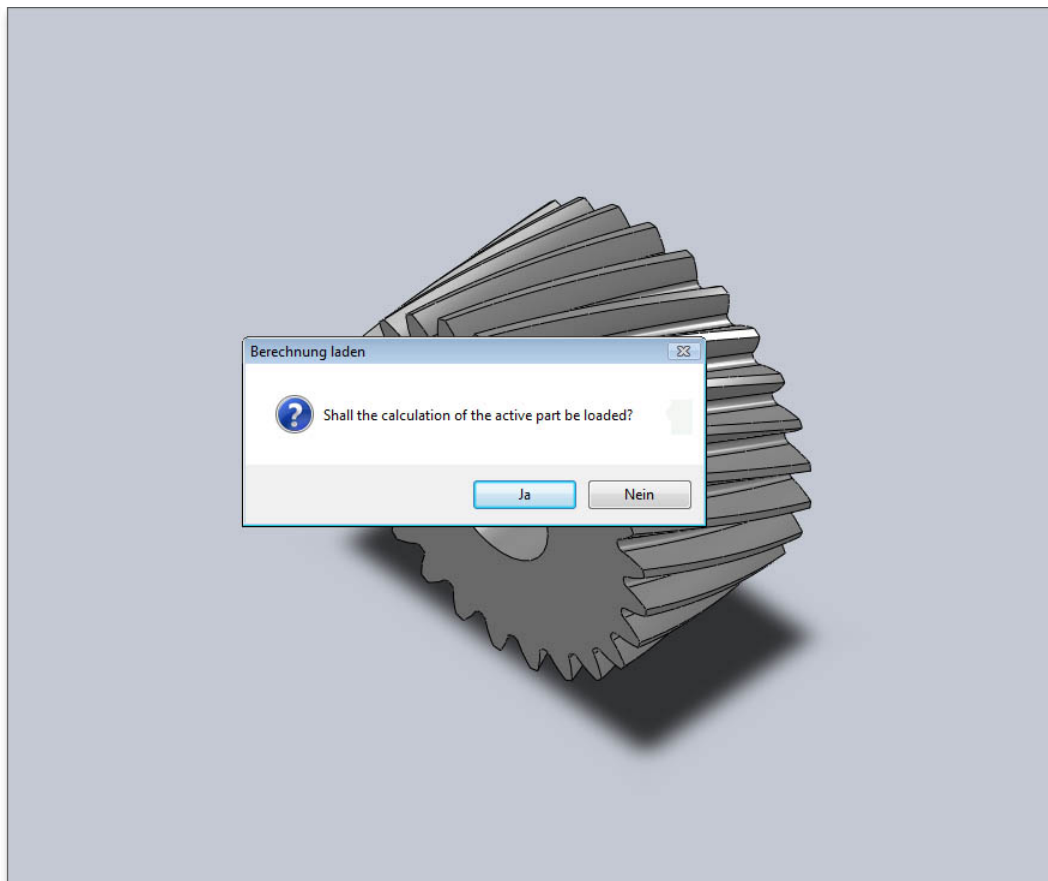 Berechnung laden
Shall the calculation of the active part be loaded?
Ja
Nein